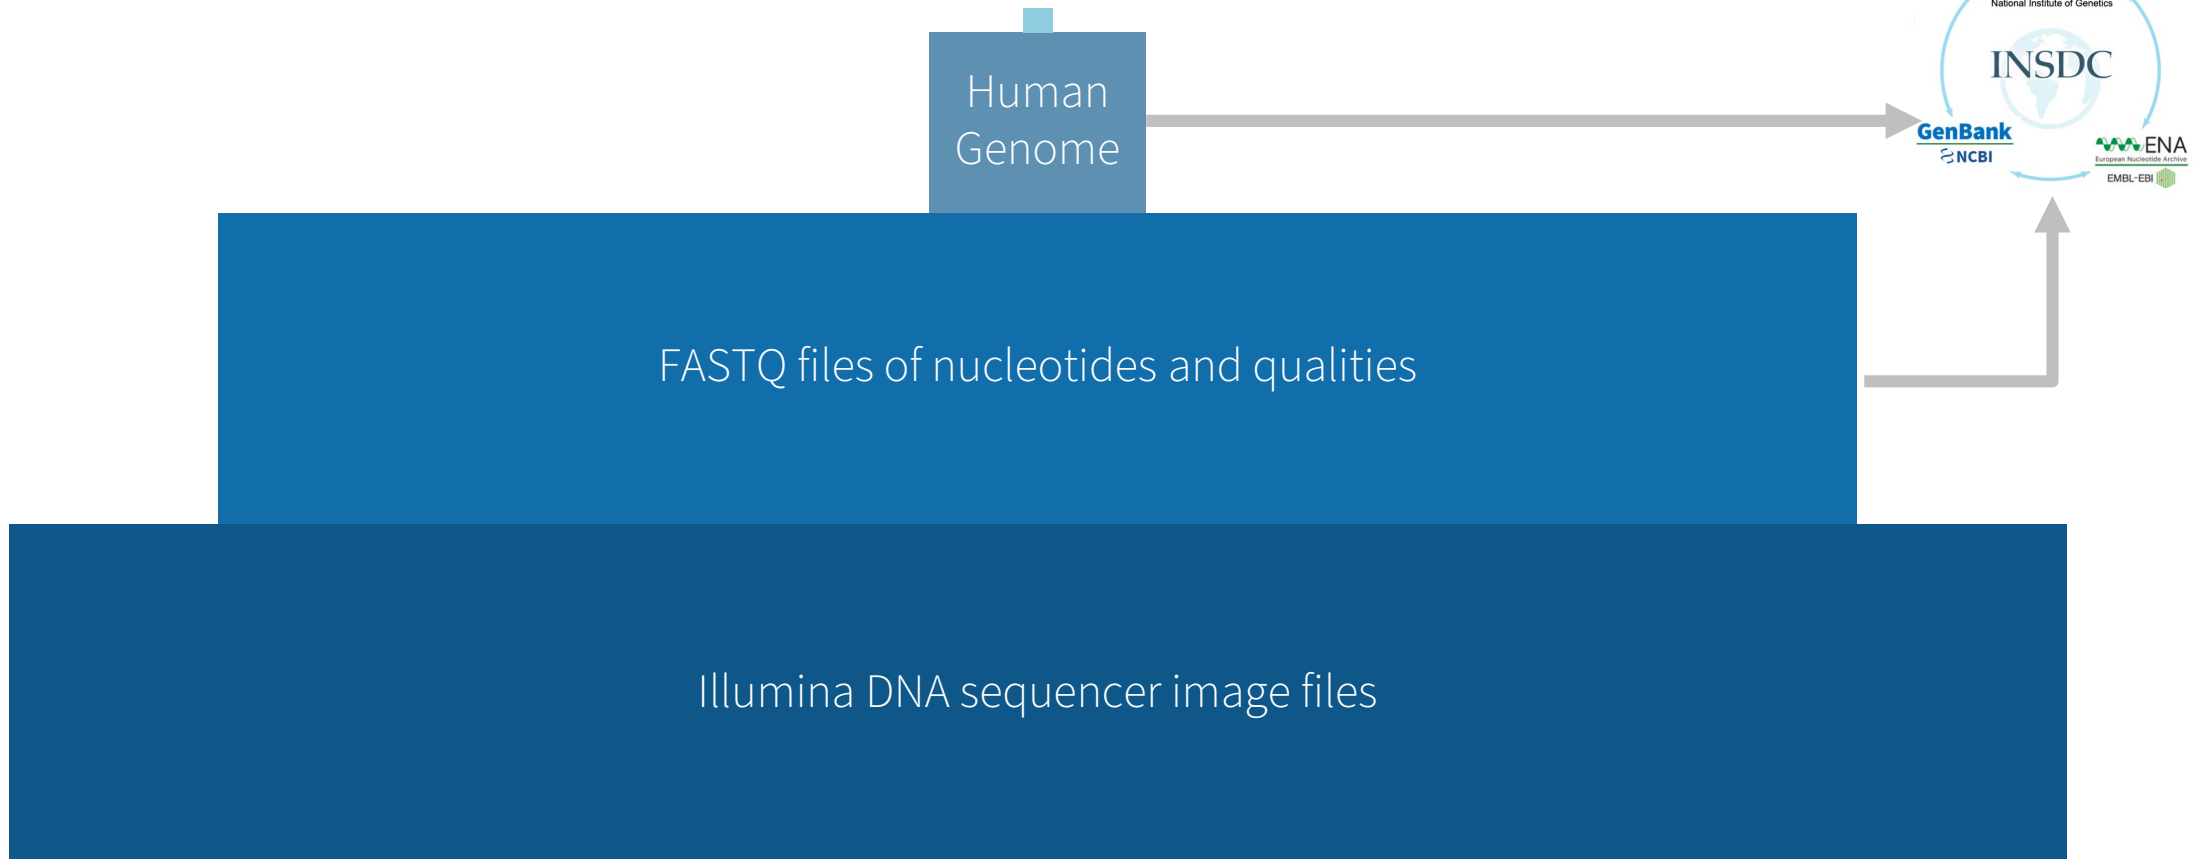 National Institute of Genetics
INSDC
Human
Genome
GenBank
NCBI
ENA
European Nucleotide Archive
EMBL-EBI
FASTQ files of nucleotides and qualities
Illumina DNA sequencer image files